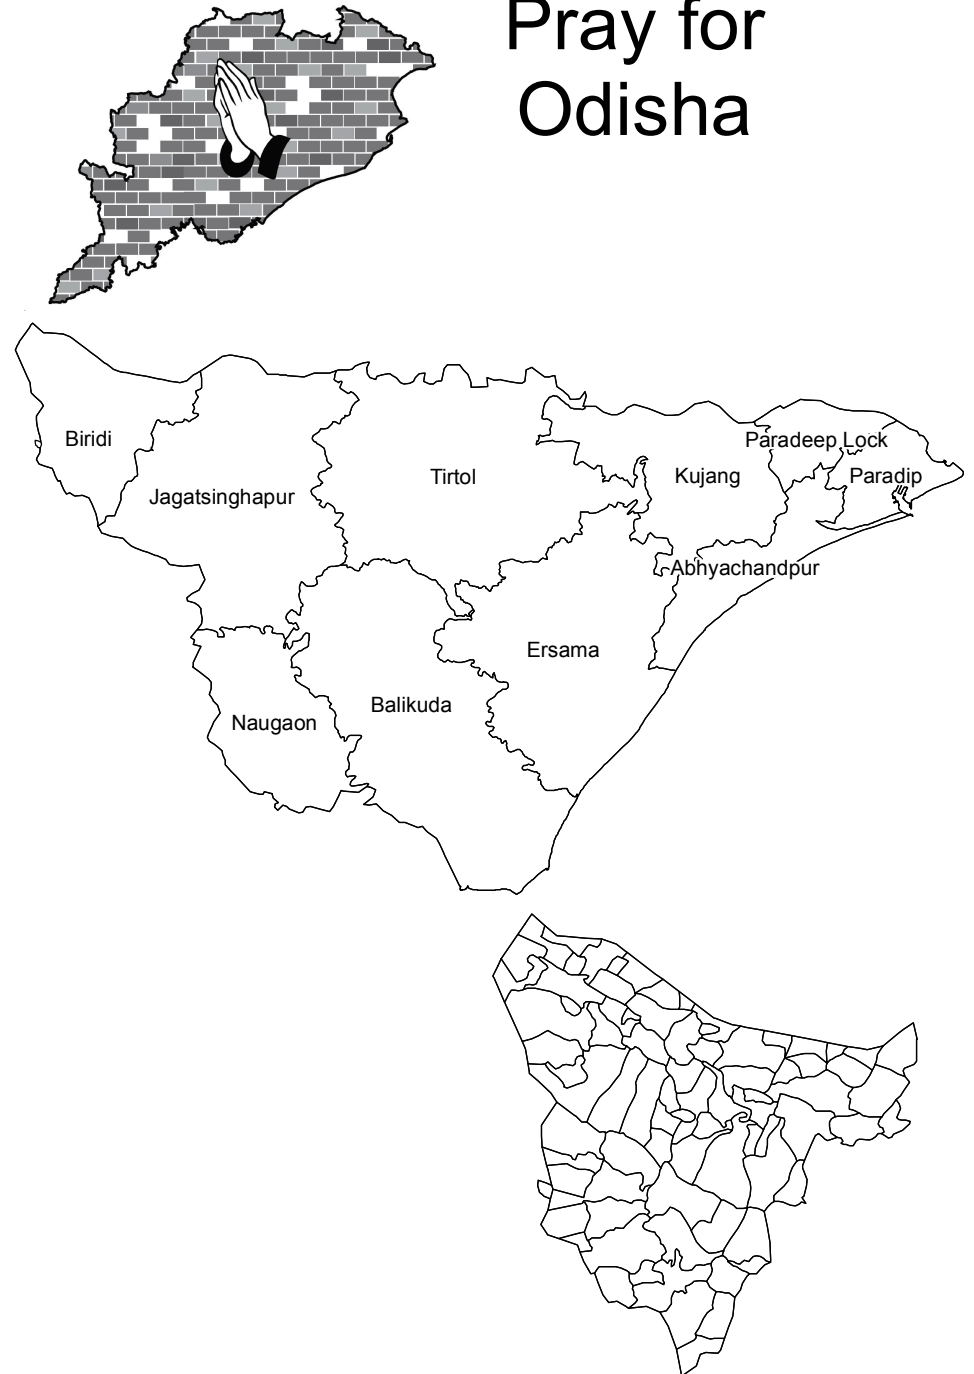 Pray for
Odisha
Biridi
Jagatsinghapur
Tirtol
Kujang
Paradeep Lock
Paradip
Abhyachandpur
Ersama
Balikuda
Naugaon